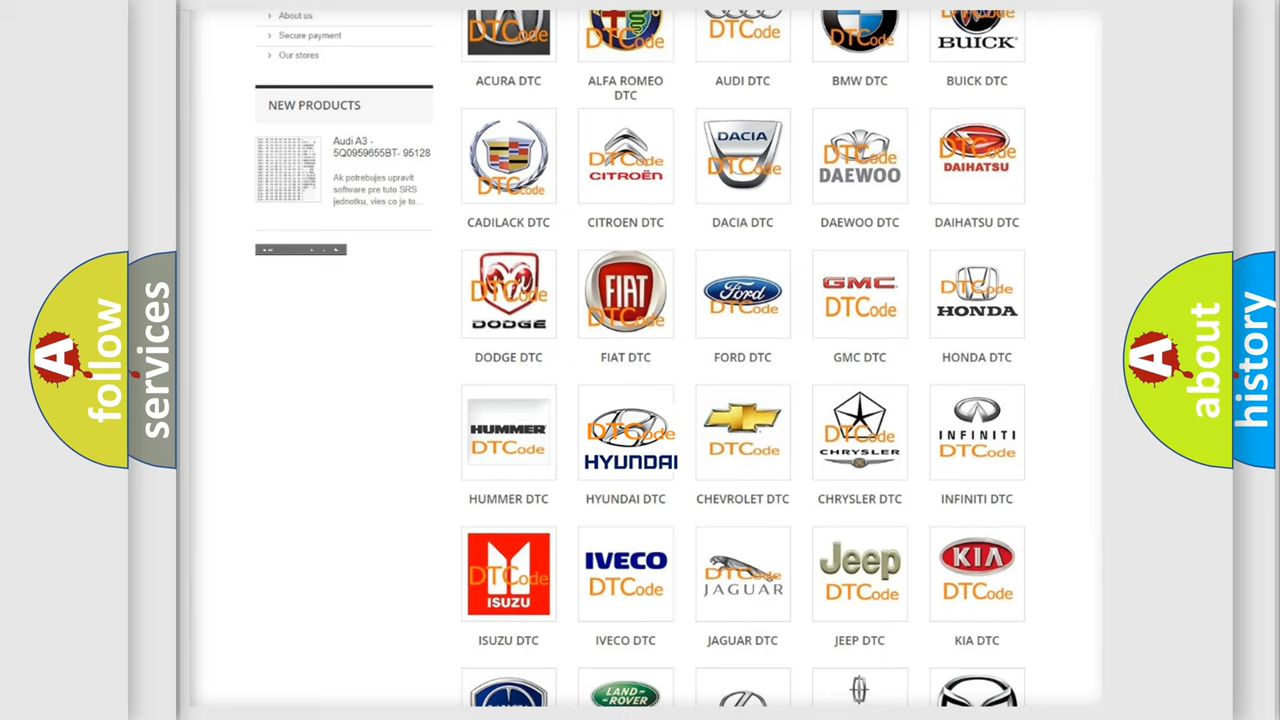 About us
Secure payment
Our stores
NEW PRODUCTS
Audi A3 -
5Q0959655BT- 95128
Ak potrebujes upravit
software pre tuto SRS
jednotku, vies co je to...
DTCode
DTCode
DTCode
DTCode
BUICK
ACURA DTC
ALFA ROMEO
DTC
AUDI DTC
BMW DTC
BUICK DTC
DTCode
DTCode
CITROËN
DACIA
DTCode
DTCode
DAEWOO
DTCode
DAIHATSU
CADILACK DTC
CITROEN DTC
DACIA DTC
DAEWOO DTC
DAIHATSU DTC
DTCode
DODGE
FIAT
DTCode
Ford
DTCode
GMC
DTCode
DTCode
HONDA
DODGE DTC
FIAT DTC
FORD DTC
GMC DTC
HONDA DTC
HUMMER
DTCode
DTCode
HYUNDAI
DTCode
DTCode
CHRYSLER
INFINITI
DTCode
HUMMER DTC
HYUNDAI DTC
CHEVROLET DTC
CHRYSLER DTC
INFINITI DTC
DTCode
ISUZU
IVECO
DTCode
DTCode
JAGUAR
Jeep
DTCode
KIA
DTCode
ISUZU DTC
IVECO DTC
JAGUAR DTC
JEEP DTC
KIA DTC
LAND-
ROVER
A
follow
services
A
about
history